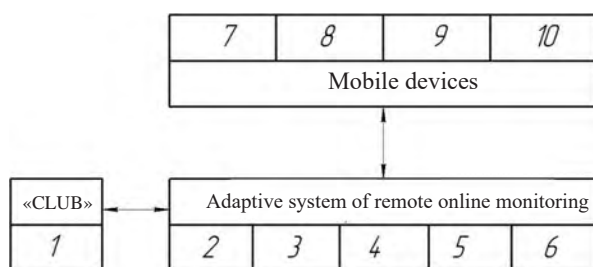 7 8 9 10
Mobile devices
«CLUB» Adaptive system of remote online monitoring
1 2 3 4 5 6